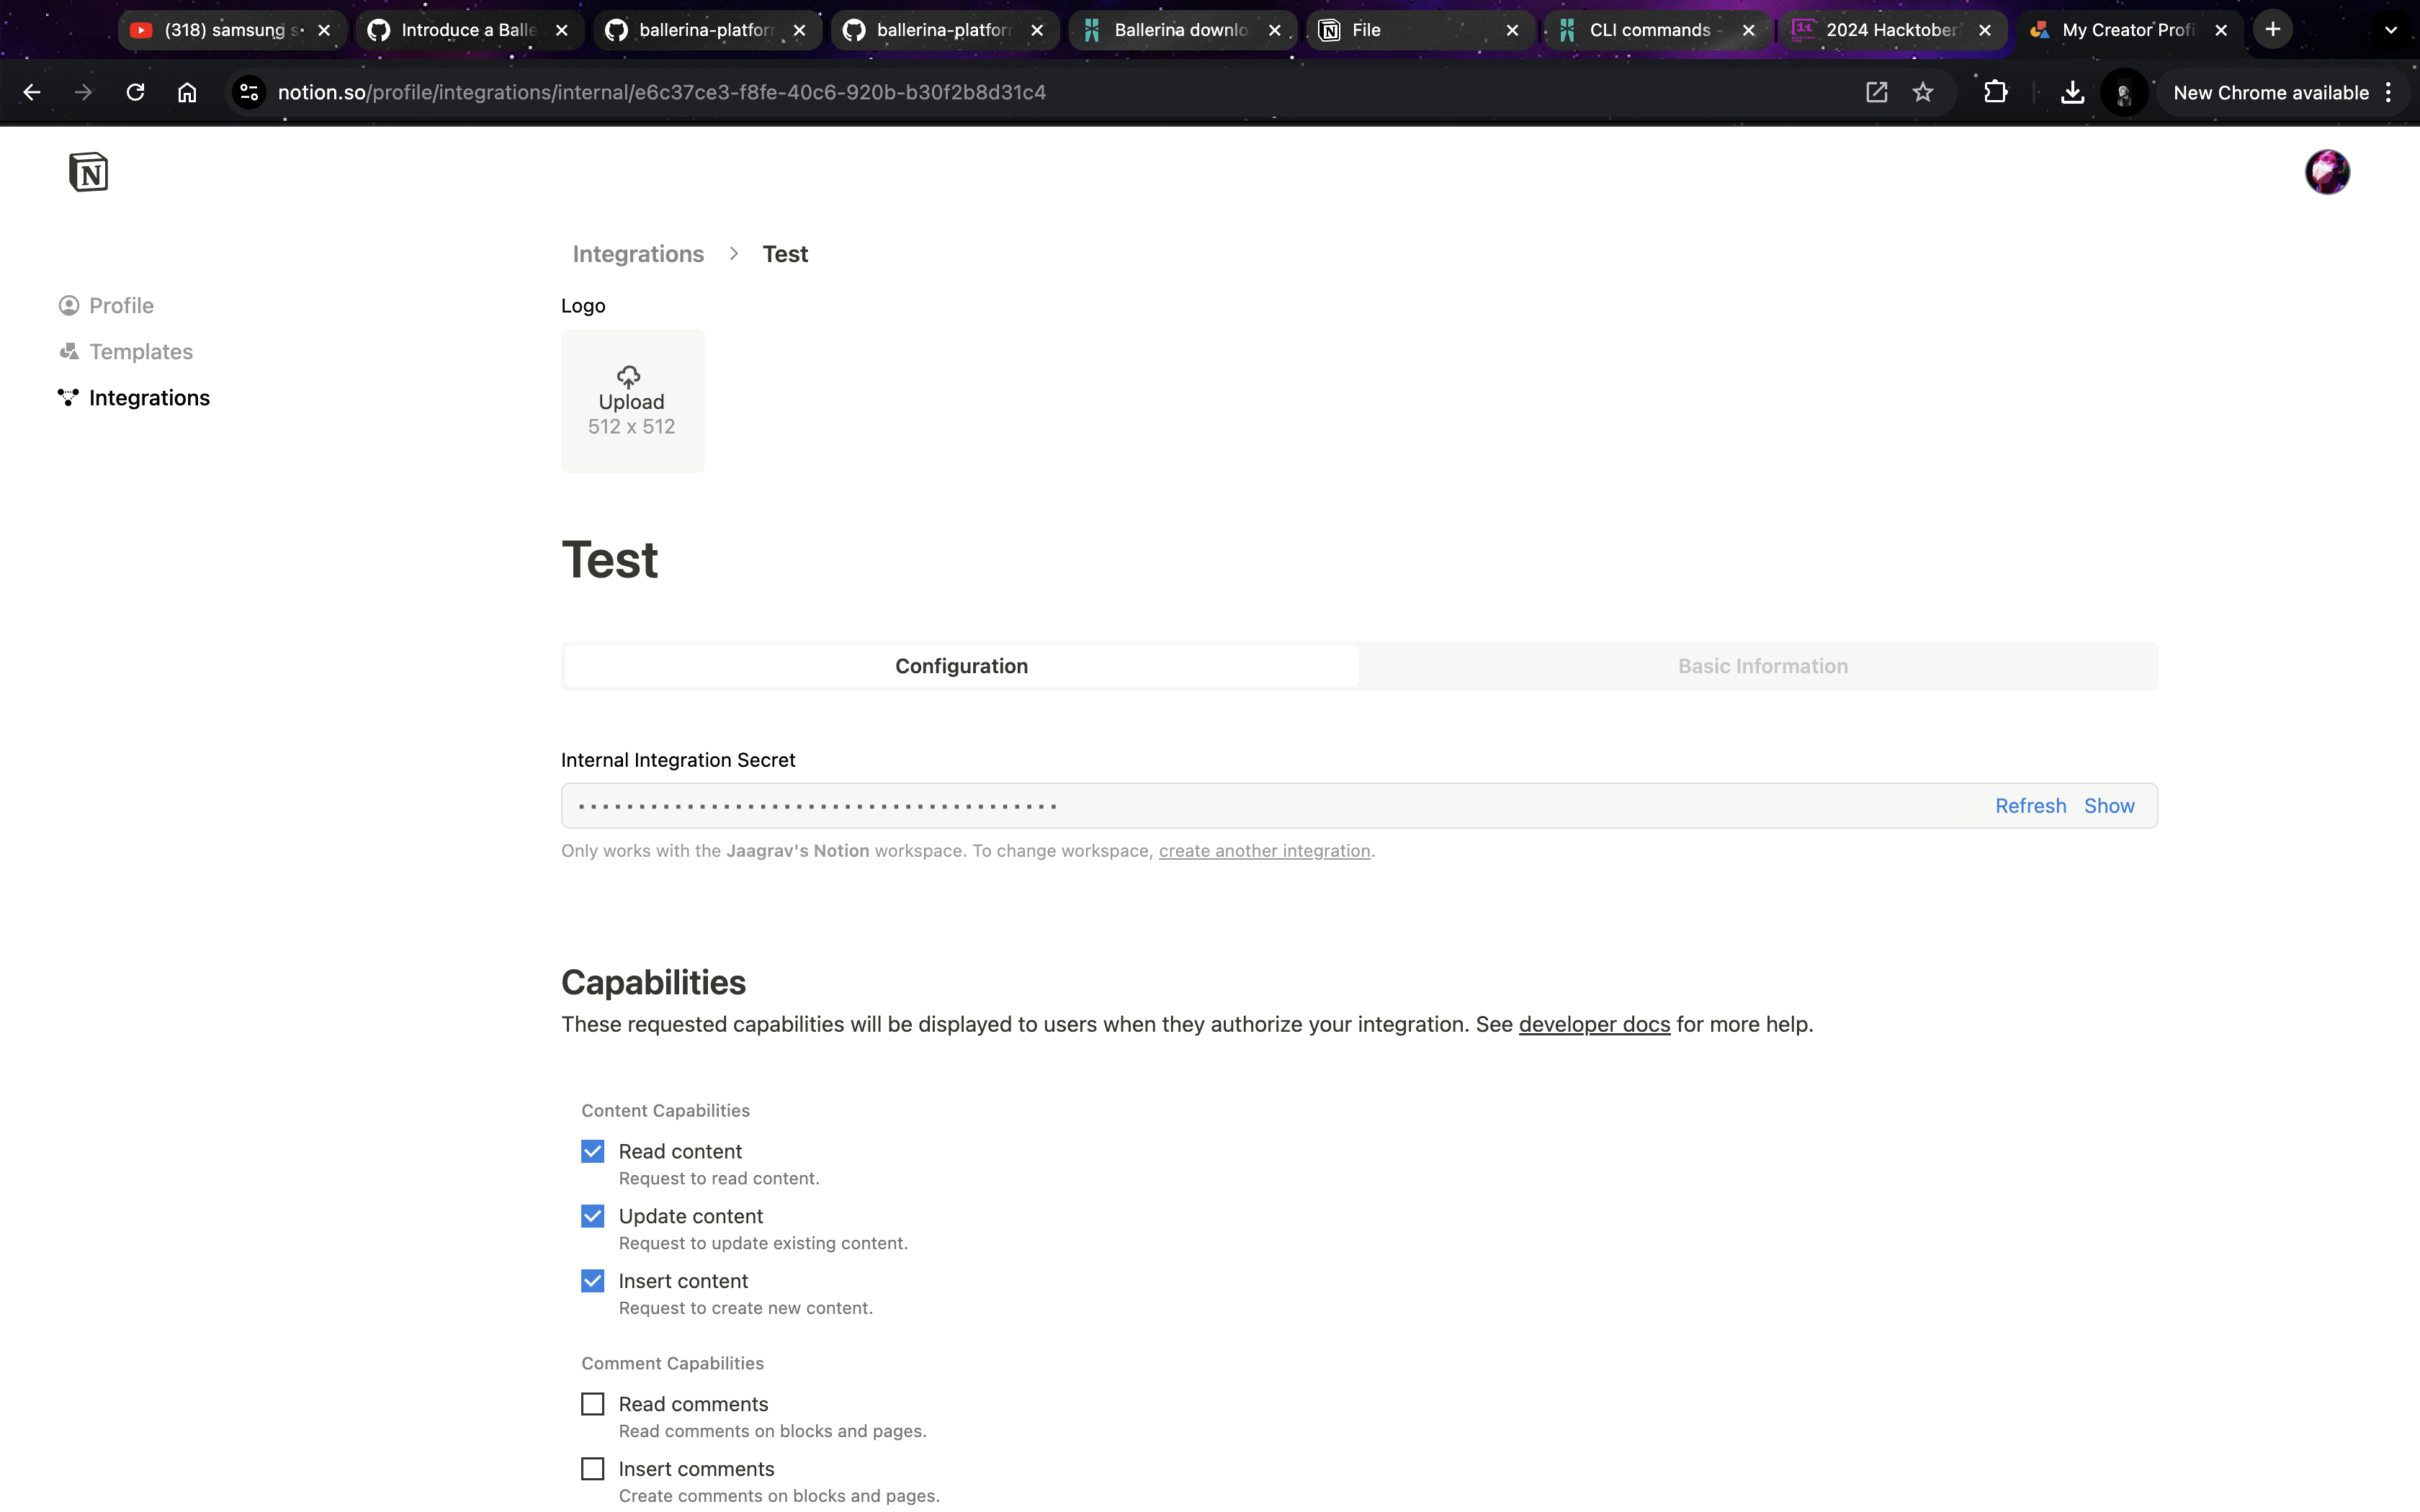 (318) samsung s
Introduce a Balle
ballerina-platfor
ballerina-platfor
Ballerina downlo
File
CLI commands -
2024 Hacktober
My Creator Profi
notion.so/profile/integrations/internal/e6c37ce3-f8fe-40c6-920b-b30f2b8d31c4
New Chrome available
Integrations > Test
Profile
Templates
Integrations
Logo
Upload
512 x 512
Test
Configuration
Basic Information
Internal Integration Secret
Refresh Show
Only works with the Jaagrav's Notion workspace. To change workspace, create another integration.
Capabilities
These requested capabilities will be displayed to users when they authorize your integration. See developer docs for more help.
Content Capabilities
Read content
Request to read content.
Update content
Request to update existing content.
Insert content
Request to create new content.
Comment Capabilities
Read comments
Read comments on blocks and pages.
Insert comments
Create comments on blocks and pages.